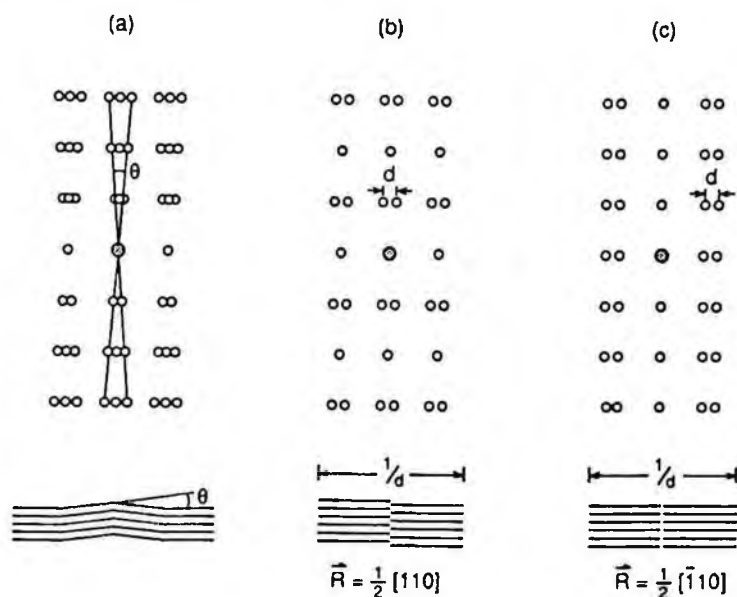 (a) (b) (c)
θ
d
d
1/d
1/d
θ
R⃗ = 1/2 [110]
R⃗ = 1/2 [1̄10]